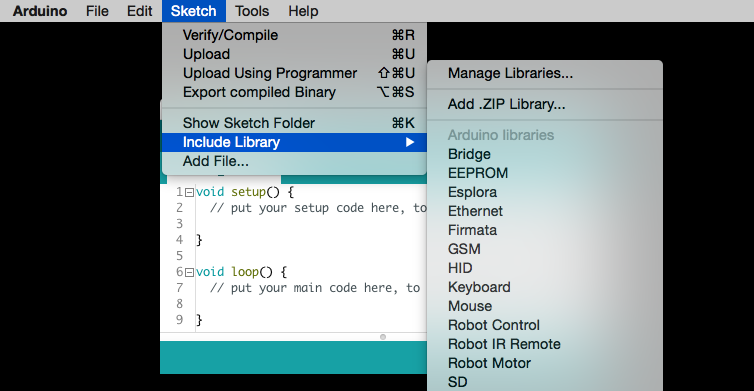 Arduino File Edit Sketch Tools Help
Verify/Compile ⌘R
Upload ⌘U
Upload Using Programmer ⇧⌘U
Export compiled Binary ⌥⌘S
Show Sketch Folder ⌘K
Include Library ▶
Add File...
Manage Libraries...
Add .ZIP Library...
Arduino libraries
Bridge
EEPROM
Esplora
Ethernet
Firmata
GSM
HID
Keyboard
Mouse
Robot Control
Robot IR Remote
Robot Motor
SD
1 void setup() {
2 // put your setup code here, to
3
4 }
5
6 void loop() {
7 // put your main code here, to
8
9 }